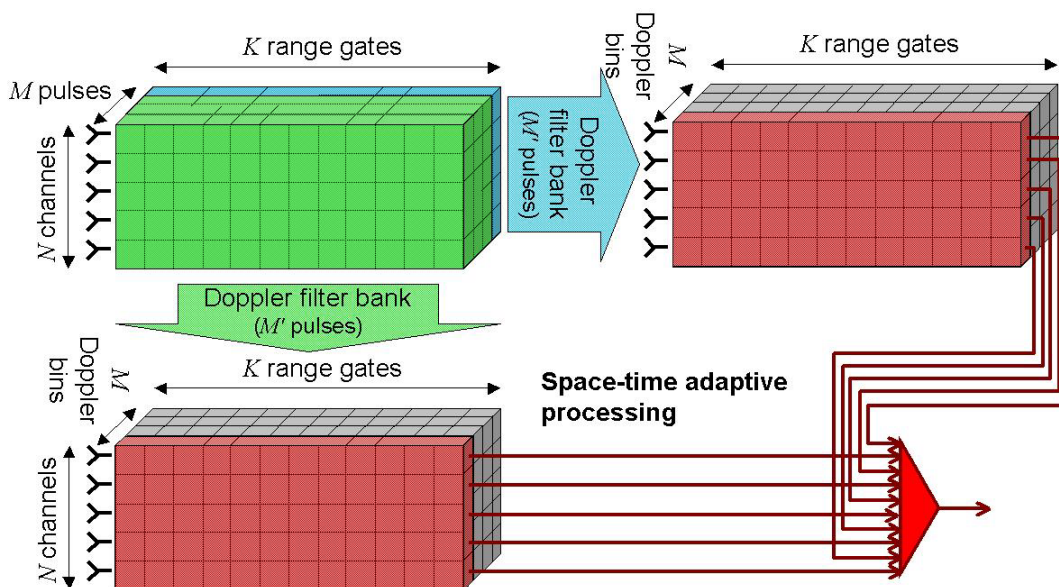 K range gates
M pulses
N channels
Doppler
filter bank
(M' pulses)
Doppler
bins
M
K range gates
Doppler filter bank
(M' pulses)
M
Doppler
bins
K range gates
N channels
Space-time adaptive
processing